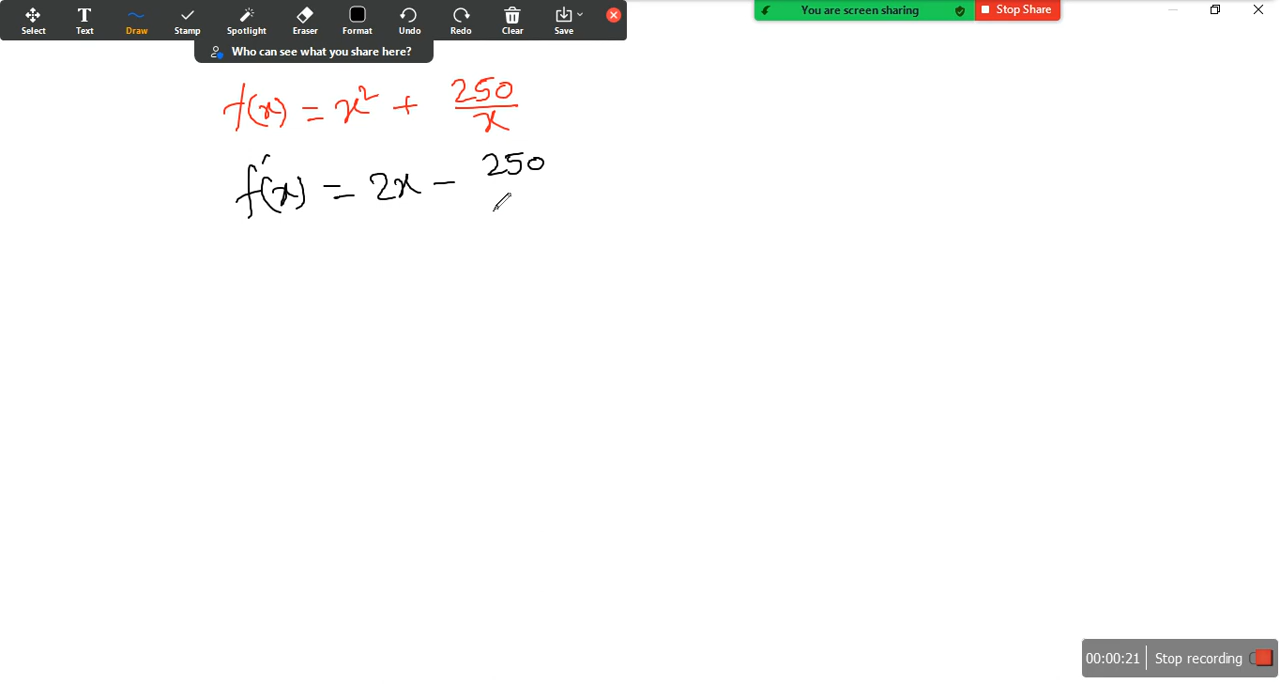 Select Text Draw Stamp Spotlight Eraser Format Undo Redo Clear Save
You are screen sharing Stop Share
Who can see what you share here?
f(x) = x² + 250/x
f'(x) = 2x - 250
00:00:21 Stop recording